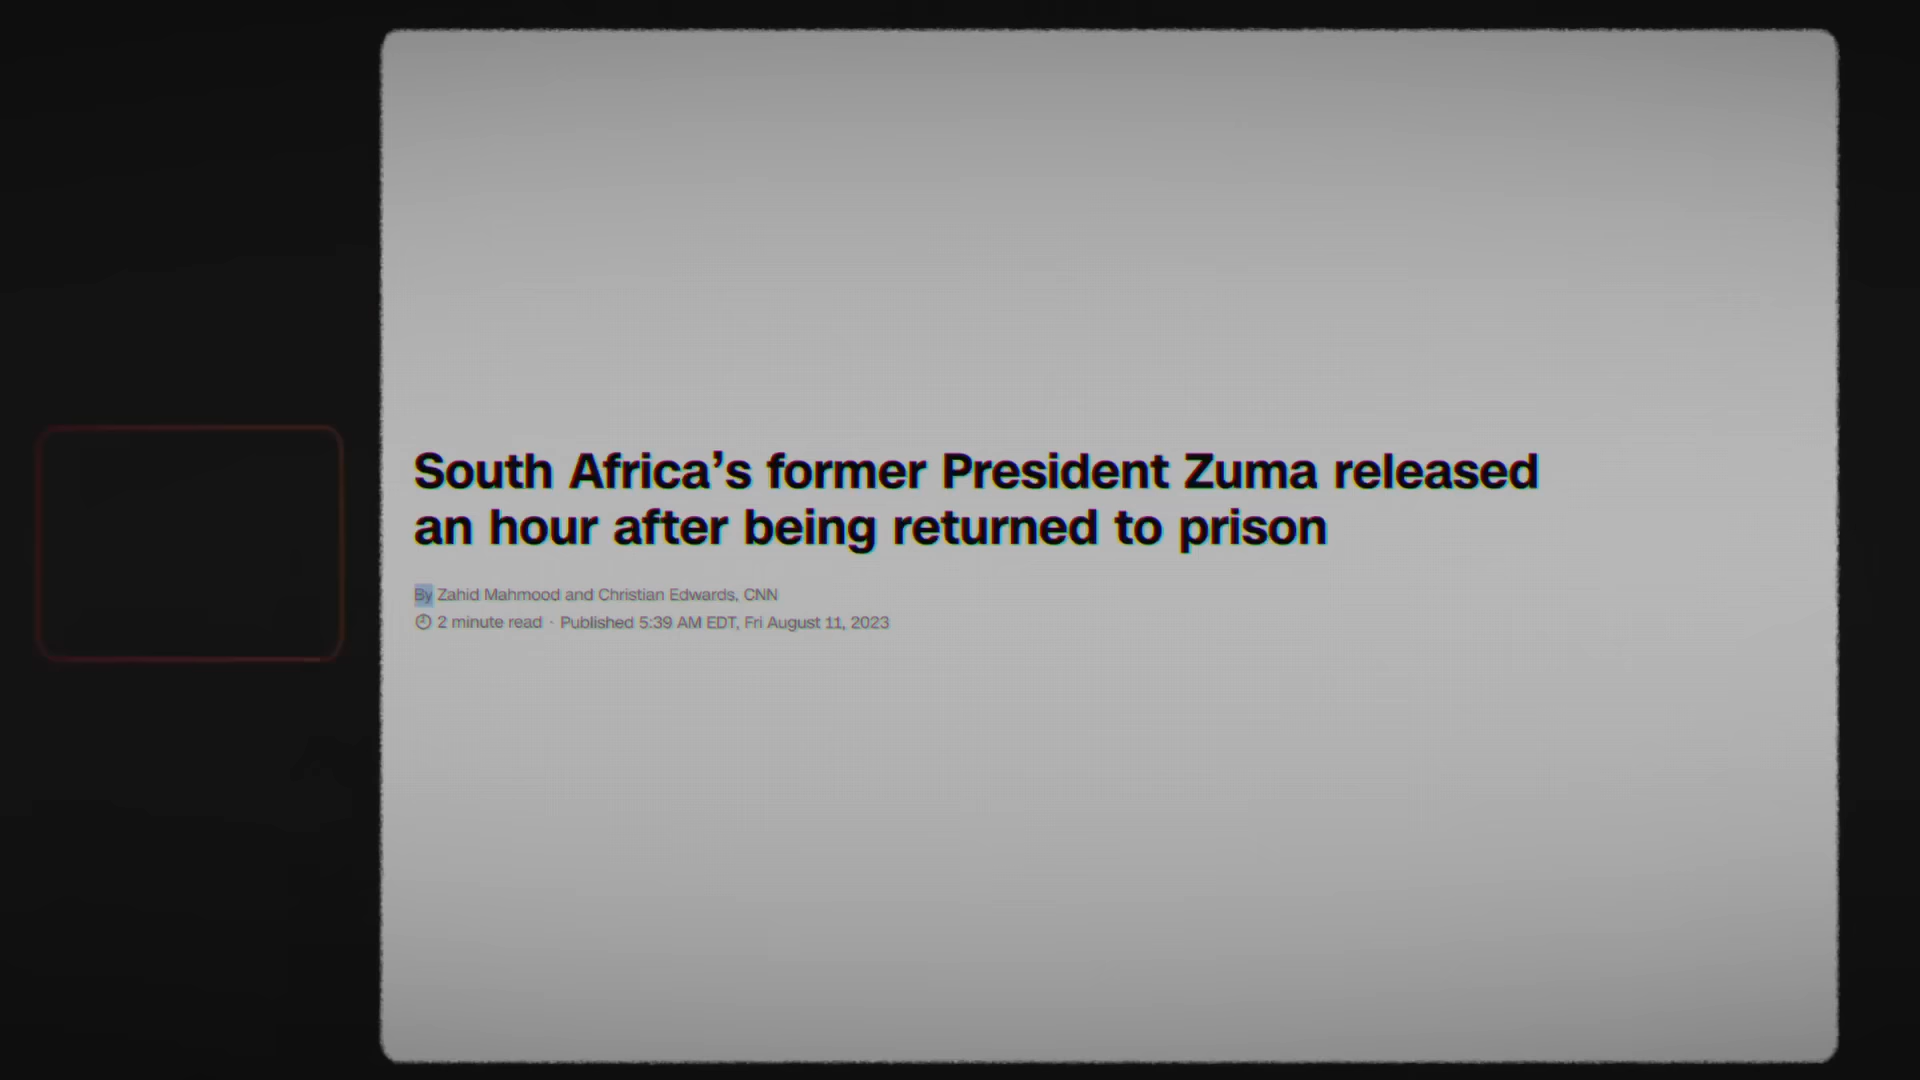 South Africa’s former President Zuma released
an hour after being returned to prison
By Zahid Mahmood and Christian Edwards, CNN
2 minute read · Published 5:39 AM EDT, Fri August 11, 2023